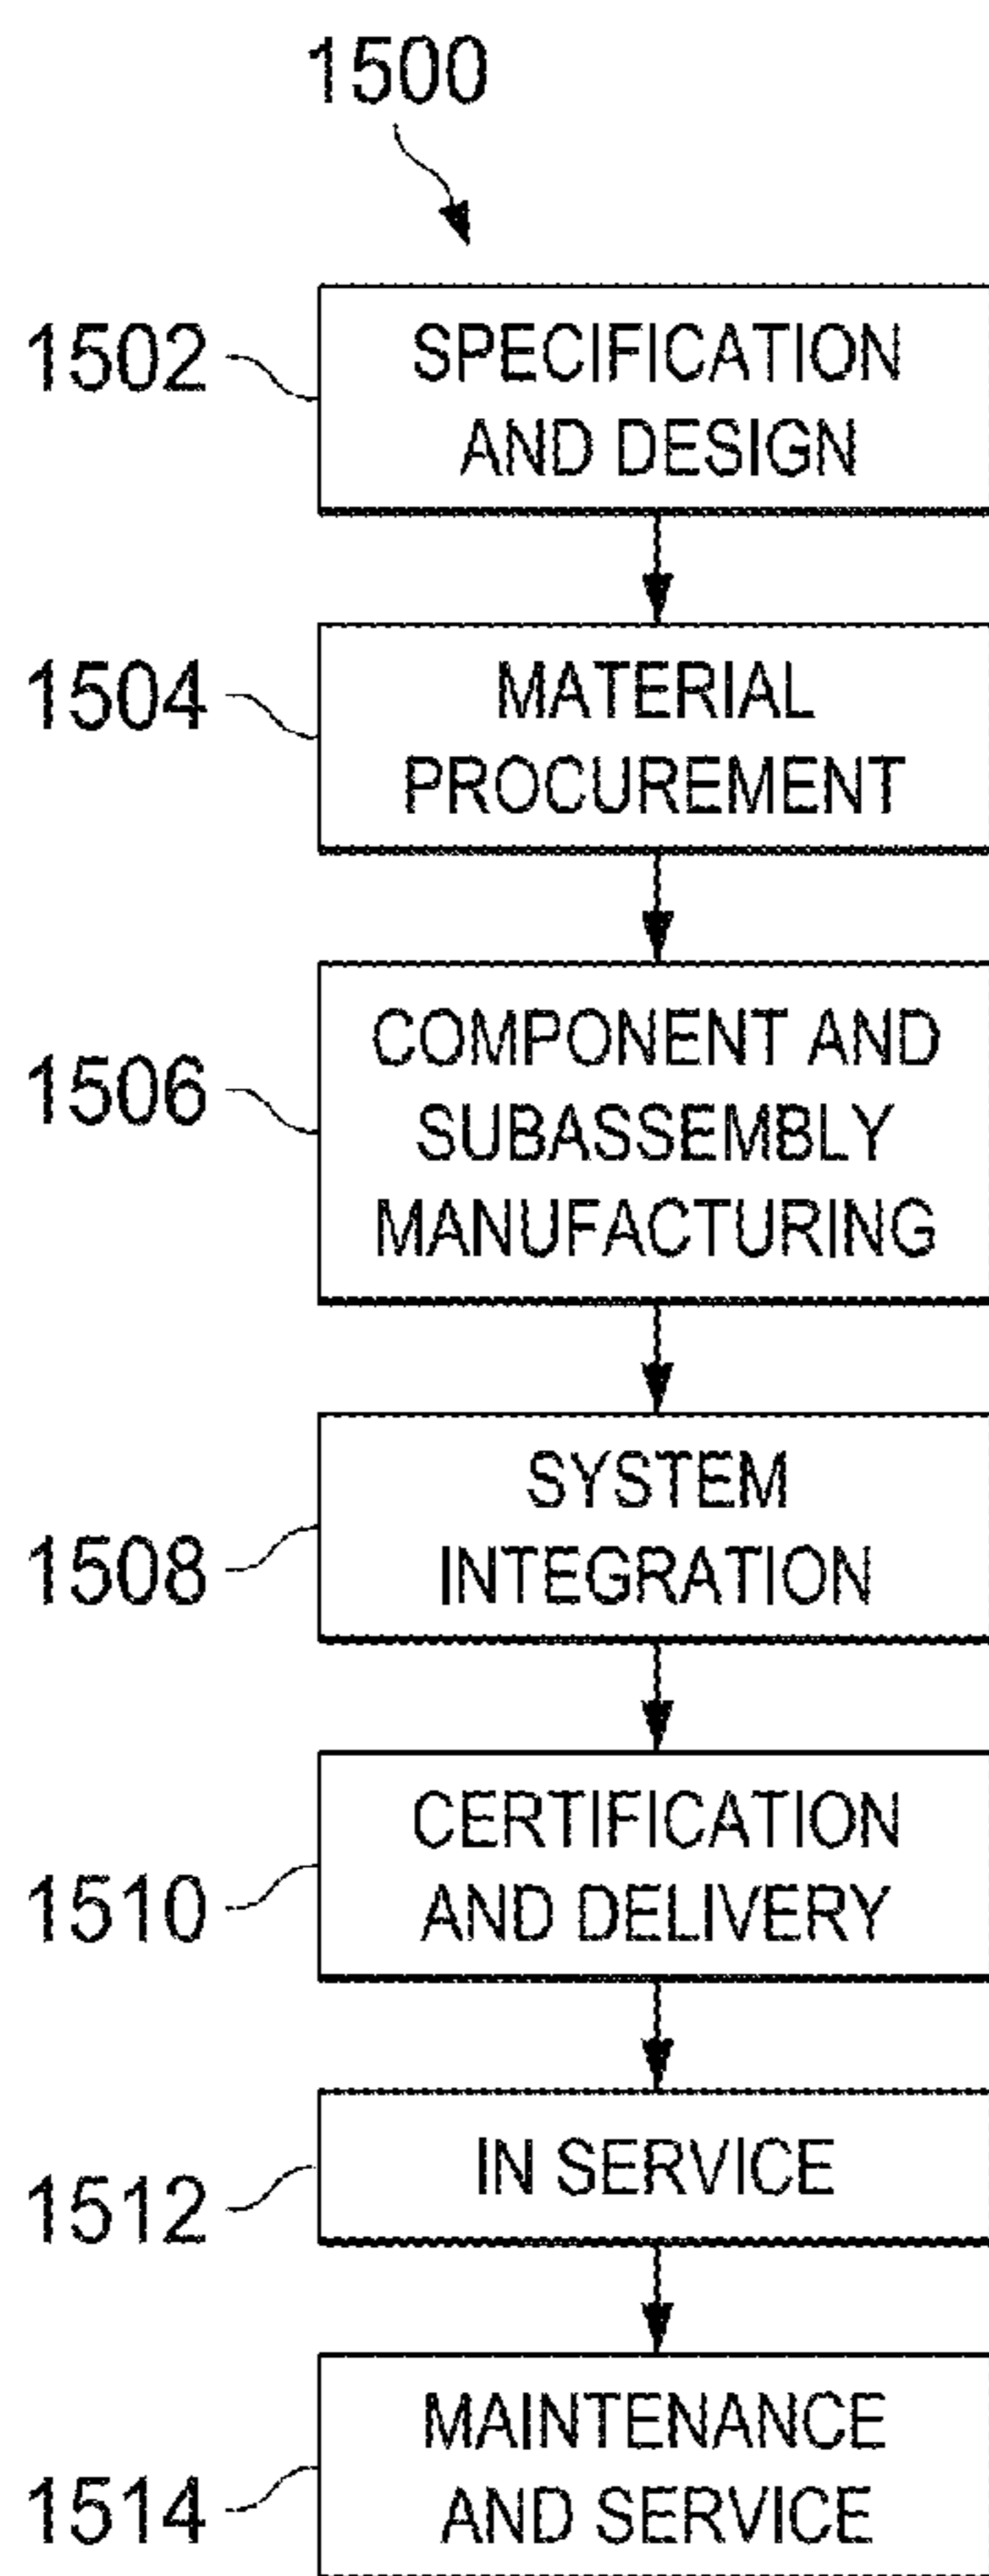 1500
1502
SPECIFICATION
AND DESIGN
1504
MATERIAL
PROCUREMENT
1506
COMPONENT AND
SUBASSEMBLY
MANUFACTURING
1508
SYSTEM
INTEGRATION
1510
CERTIFICATION
AND DELIVERY
1512
IN SERVICE
1514
MAINTENANCE
AND SERVICE